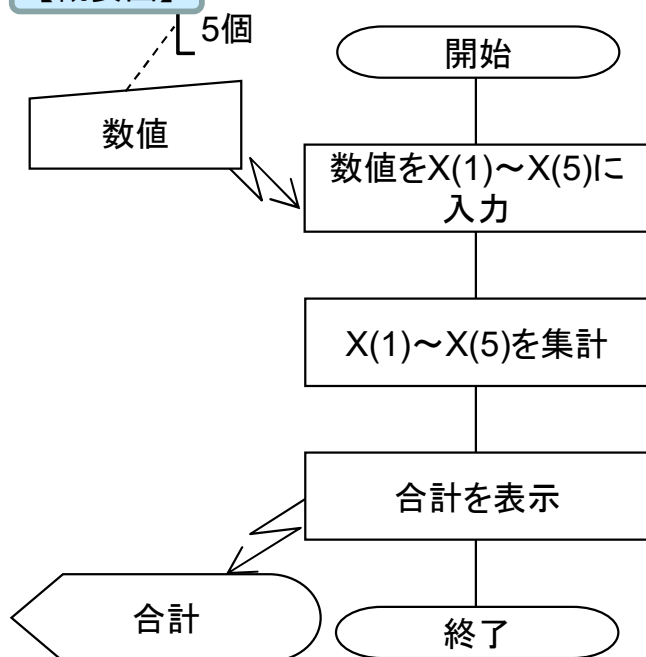 5個
開始
数値
数値をX(1)～X(5)に
入力
X(1)～X(5)を集計
合計を表示
合計
終了